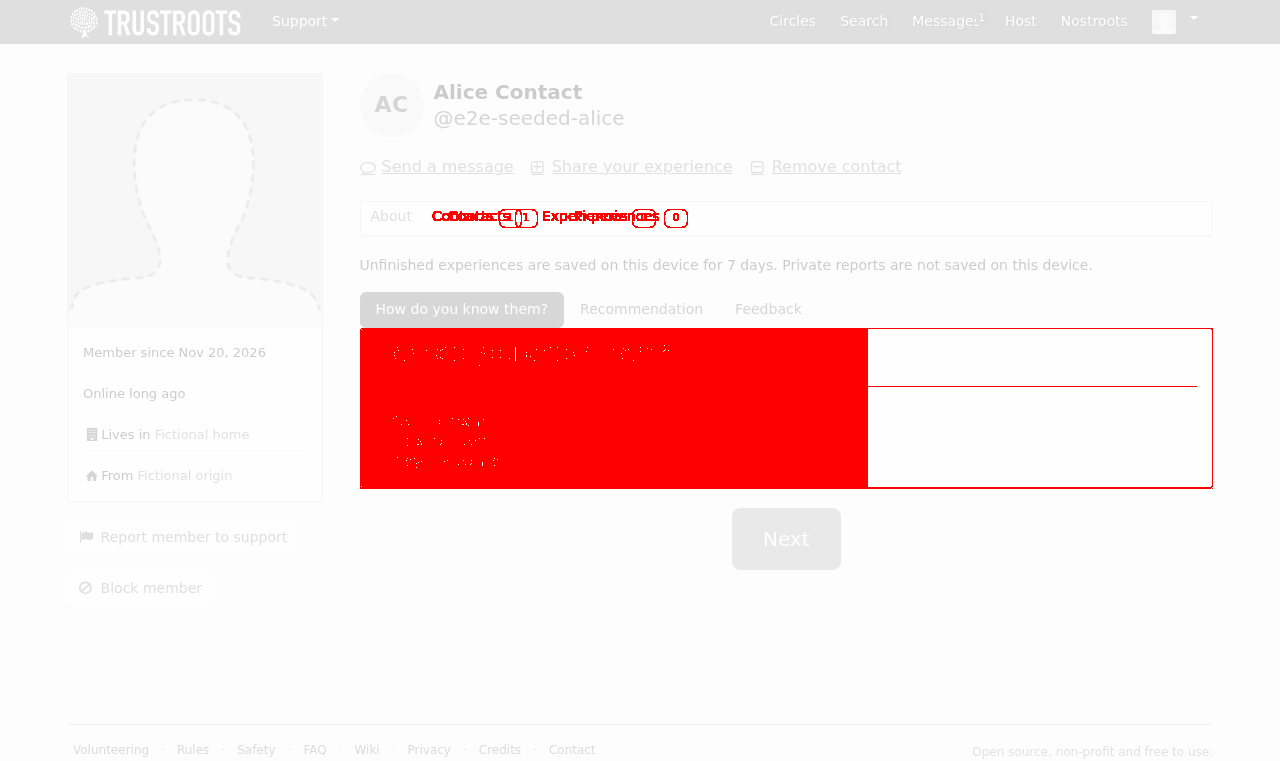 TRUSTROOTS Support Circles Search Messages 1 Host Nostroots
AC Alice Contact
@e2e-seeded-alice
Send a message Share your experience Remove contact
About Contacts 1 Experiences 0
Unfinished experiences are saved on this device for 7 days. Private reports are not saved on this device.
How do you know them? Recommendation Feedback
Member since Nov 20, 2026
Online long ago
Lives in Fictional home
From Fictional origin
Next
Report member to support
Block member
Volunteering · Rules · Safety · FAQ · Wiki · Privacy · Credits · Contact
Open source, non-profit and free to use.